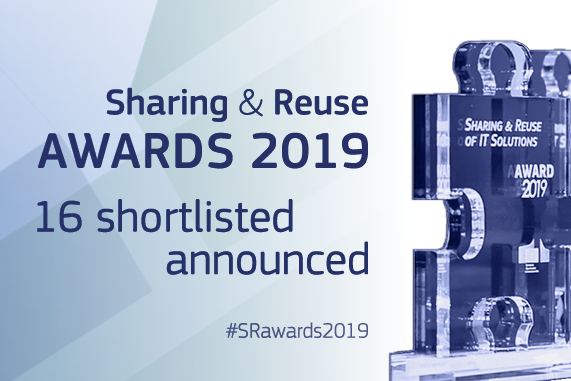 Sharing & Reuse
AWARDS 2019
16 shortlisted
announced
#SRawards2019
SHARING & REUSE
OF IT SOLUTIONS
AWARD
2019